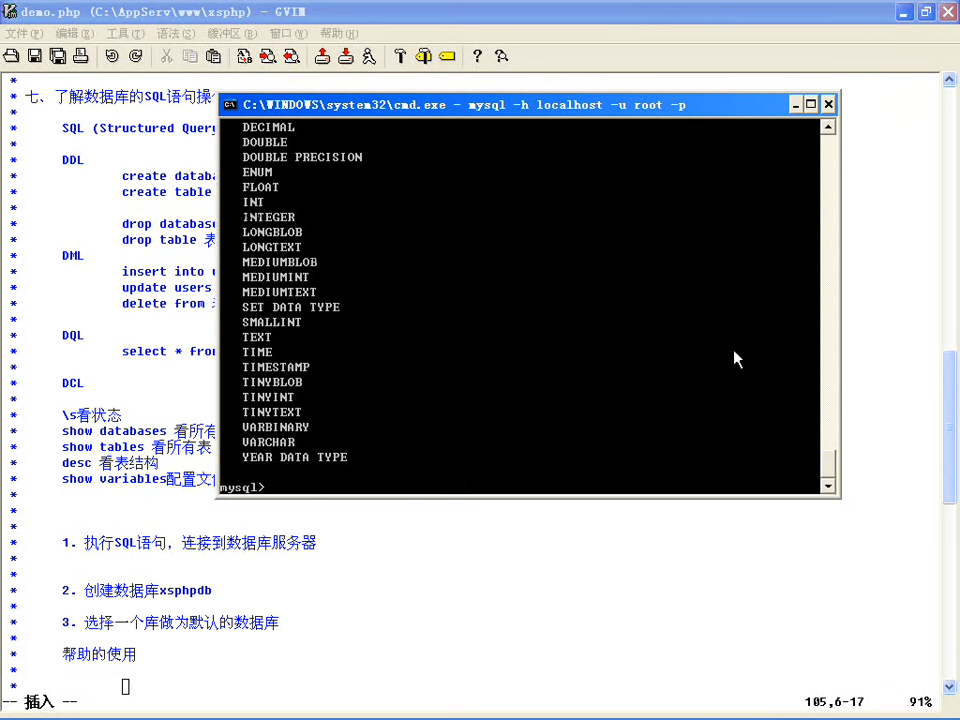 demo.php (C:\AppServ\www\xsphp) - GVIM
文件(F) 编辑(E) 工具(T) 语法(S) 缓冲区(B) 窗口(W) 帮助(H)
*
* 七、了解数据库的SQL语句操
*
* SQL (Structured Query
*
* DDL
* create databa
* create table
*
* drop database
* drop table 表
* DML
* insert into u
* update users
* delete from
*
* DQL
* select * from
*
* DCL
*
* \s看状态
* show databases 看所有
* show tables 看所有表
* desc 看表结构
* show variables配置文件
*
*
*
* 1. 执行SQL语句，连接到数据库服务器
*
*
* 2. 创建数据库xsphpdb
*
* 3. 选择一个库做为默认的数据库
*
* 帮助的使用
*
*
-- 插入 -- 105,6-17 91%
C:\WINDOWS\system32\cmd.exe - mysql -h localhost -u root -p
DECIMAL
DOUBLE
DOUBLE PRECISION
ENUM
FLOAT
INT
INTEGER
LONGBLOB
LONGTEXT
MEDIUMBLOB
MEDIUMINT
MEDIUMTEXT
SET DATA TYPE
SMALLINT
TEXT
TIME
TIMESTAMP
TINYBLOB
TINYINT
TINYTEXT
VARBINARY
VARCHAR
YEAR DATA TYPE
mysql>